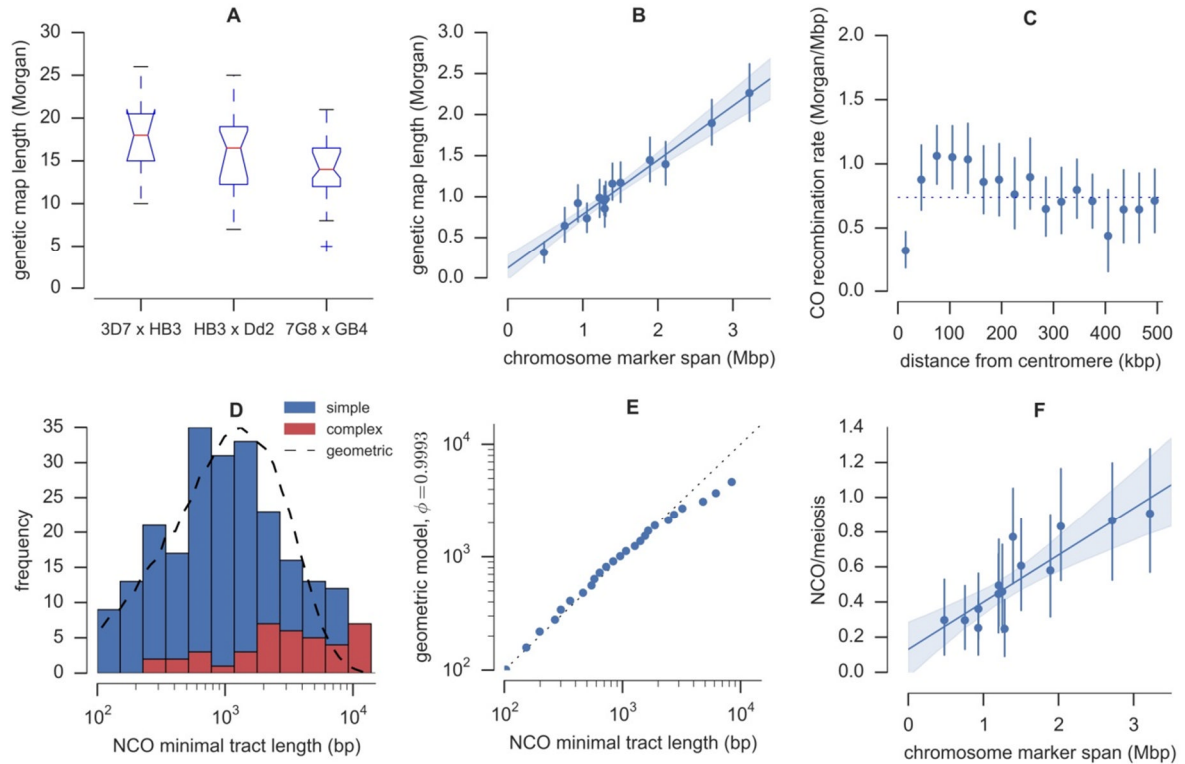 A
genetic map length (Morgan)
30
25
20
15
10
5
0
3D7 x HB3 HB3 x Dd2 7G8 x GB4
B
genetic map length (Morgan)
3.0
2.5
2.0
1.5
1.0
0.5
0.0
0 1 2 3
chromosome marker span (Mbp)
C
CO recombination rate (Morgan/Mbp)
2.0
1.5
1.0
0.5
0.0
0 100 200 300 400 500
distance from centromere (kbp)
D
simple
complex
geometric
frequency
35
30
25
20
15
10
5
0
10² 10³ 10⁴
NCO minimal tract length (bp)
E
geometric model, ϕ = 0.9993
10⁴
10³
10²
10² 10³ 10⁴
NCO minimal tract length (bp)
F
NCO/meiosis
1.4
1.2
1.0
0.8
0.6
0.4
0.2
0.0
0 1 2 3
chromosome marker span (Mbp)